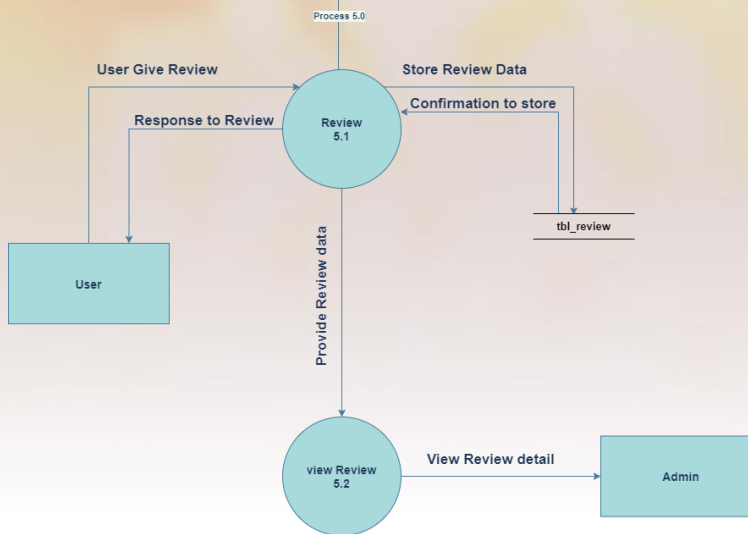 Process 5.0
User Give Review
Store Review Data
Confirmation to store
Response to Review
Review
5.1
tbl_review
User
Provide Review data
view Review
5.2
View Review detail
Admin